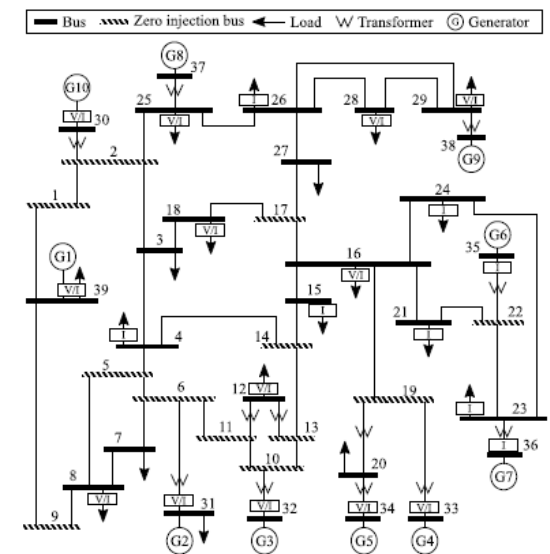 Bus Zero injection bus Load Transformer G Generator
G8
37
G10
25 26 28 29
V/I I V/I
V/I V/I
30 38
2 27 G9
1 24
18 17 I
V/I G6
G1 3 16 35
V/I I
V/I 39 15 I 21 22
I 4 14 I
5
6 12 V/I 19 I 23
11 13 I 36
7 10 20 G7
8
V/I V/I 31 V/I 32 V/I 34 V/I 33
9 G2 G3 G5 G4